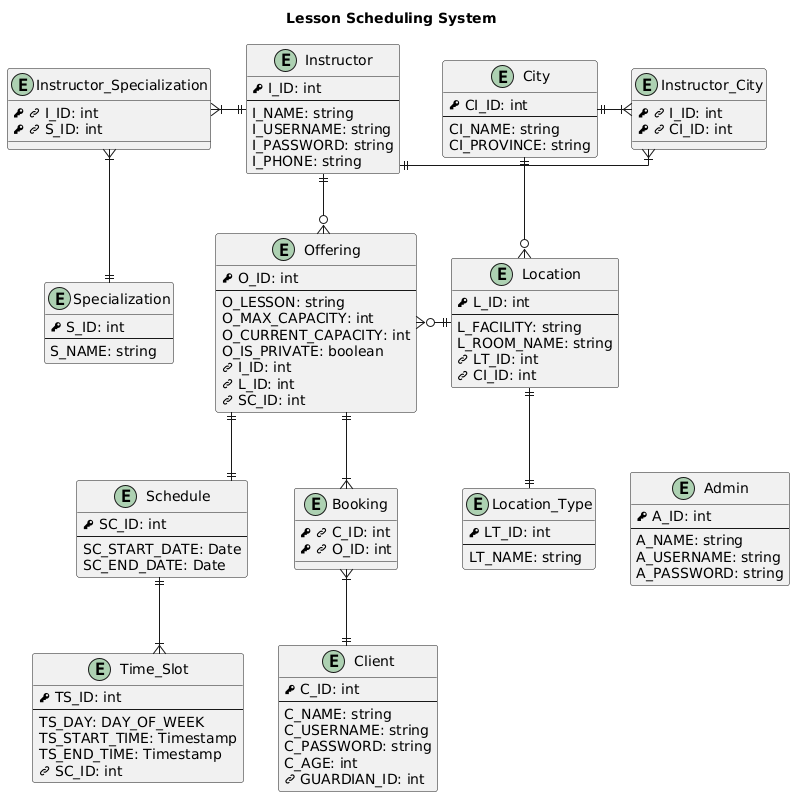 Lesson Scheduling System
E Instructor_Specialization
I_ID: int
S_ID: int
E Instructor
I_ID: int
I_NAME: string
I_USERNAME: string
I_PASSWORD: string
I_PHONE: string
E City
CI_ID: int
CI_NAME: string
CI_PROVINCE: string
E Instructor_City
I_ID: int
CI_ID: int
E Specialization
S_ID: int
S_NAME: string
E Offering
O_ID: int
O_LESSON: string
O_MAX_CAPACITY: int
O_CURRENT_CAPACITY: int
O_IS_PRIVATE: boolean
I_ID: int
L_ID: int
SC_ID: int
E Location
L_ID: int
L_FACILITY: string
L_ROOM_NAME: string
LT_ID: int
CI_ID: int
E Schedule
SC_ID: int
SC_START_DATE: Date
SC_END_DATE: Date
E Booking
C_ID: int
O_ID: int
E Location_Type
LT_ID: int
LT_NAME: string
E Admin
A_ID: int
A_NAME: string
A_USERNAME: string
A_PASSWORD: string
E Time_Slot
TS_ID: int
TS_DAY: DAY_OF_WEEK
TS_START_TIME: Timestamp
TS_END_TIME: Timestamp
SC_ID: int
E Client
C_ID: int
C_NAME: string
C_USERNAME: string
C_PASSWORD: string
C_AGE: int
GUARDIAN_ID: int